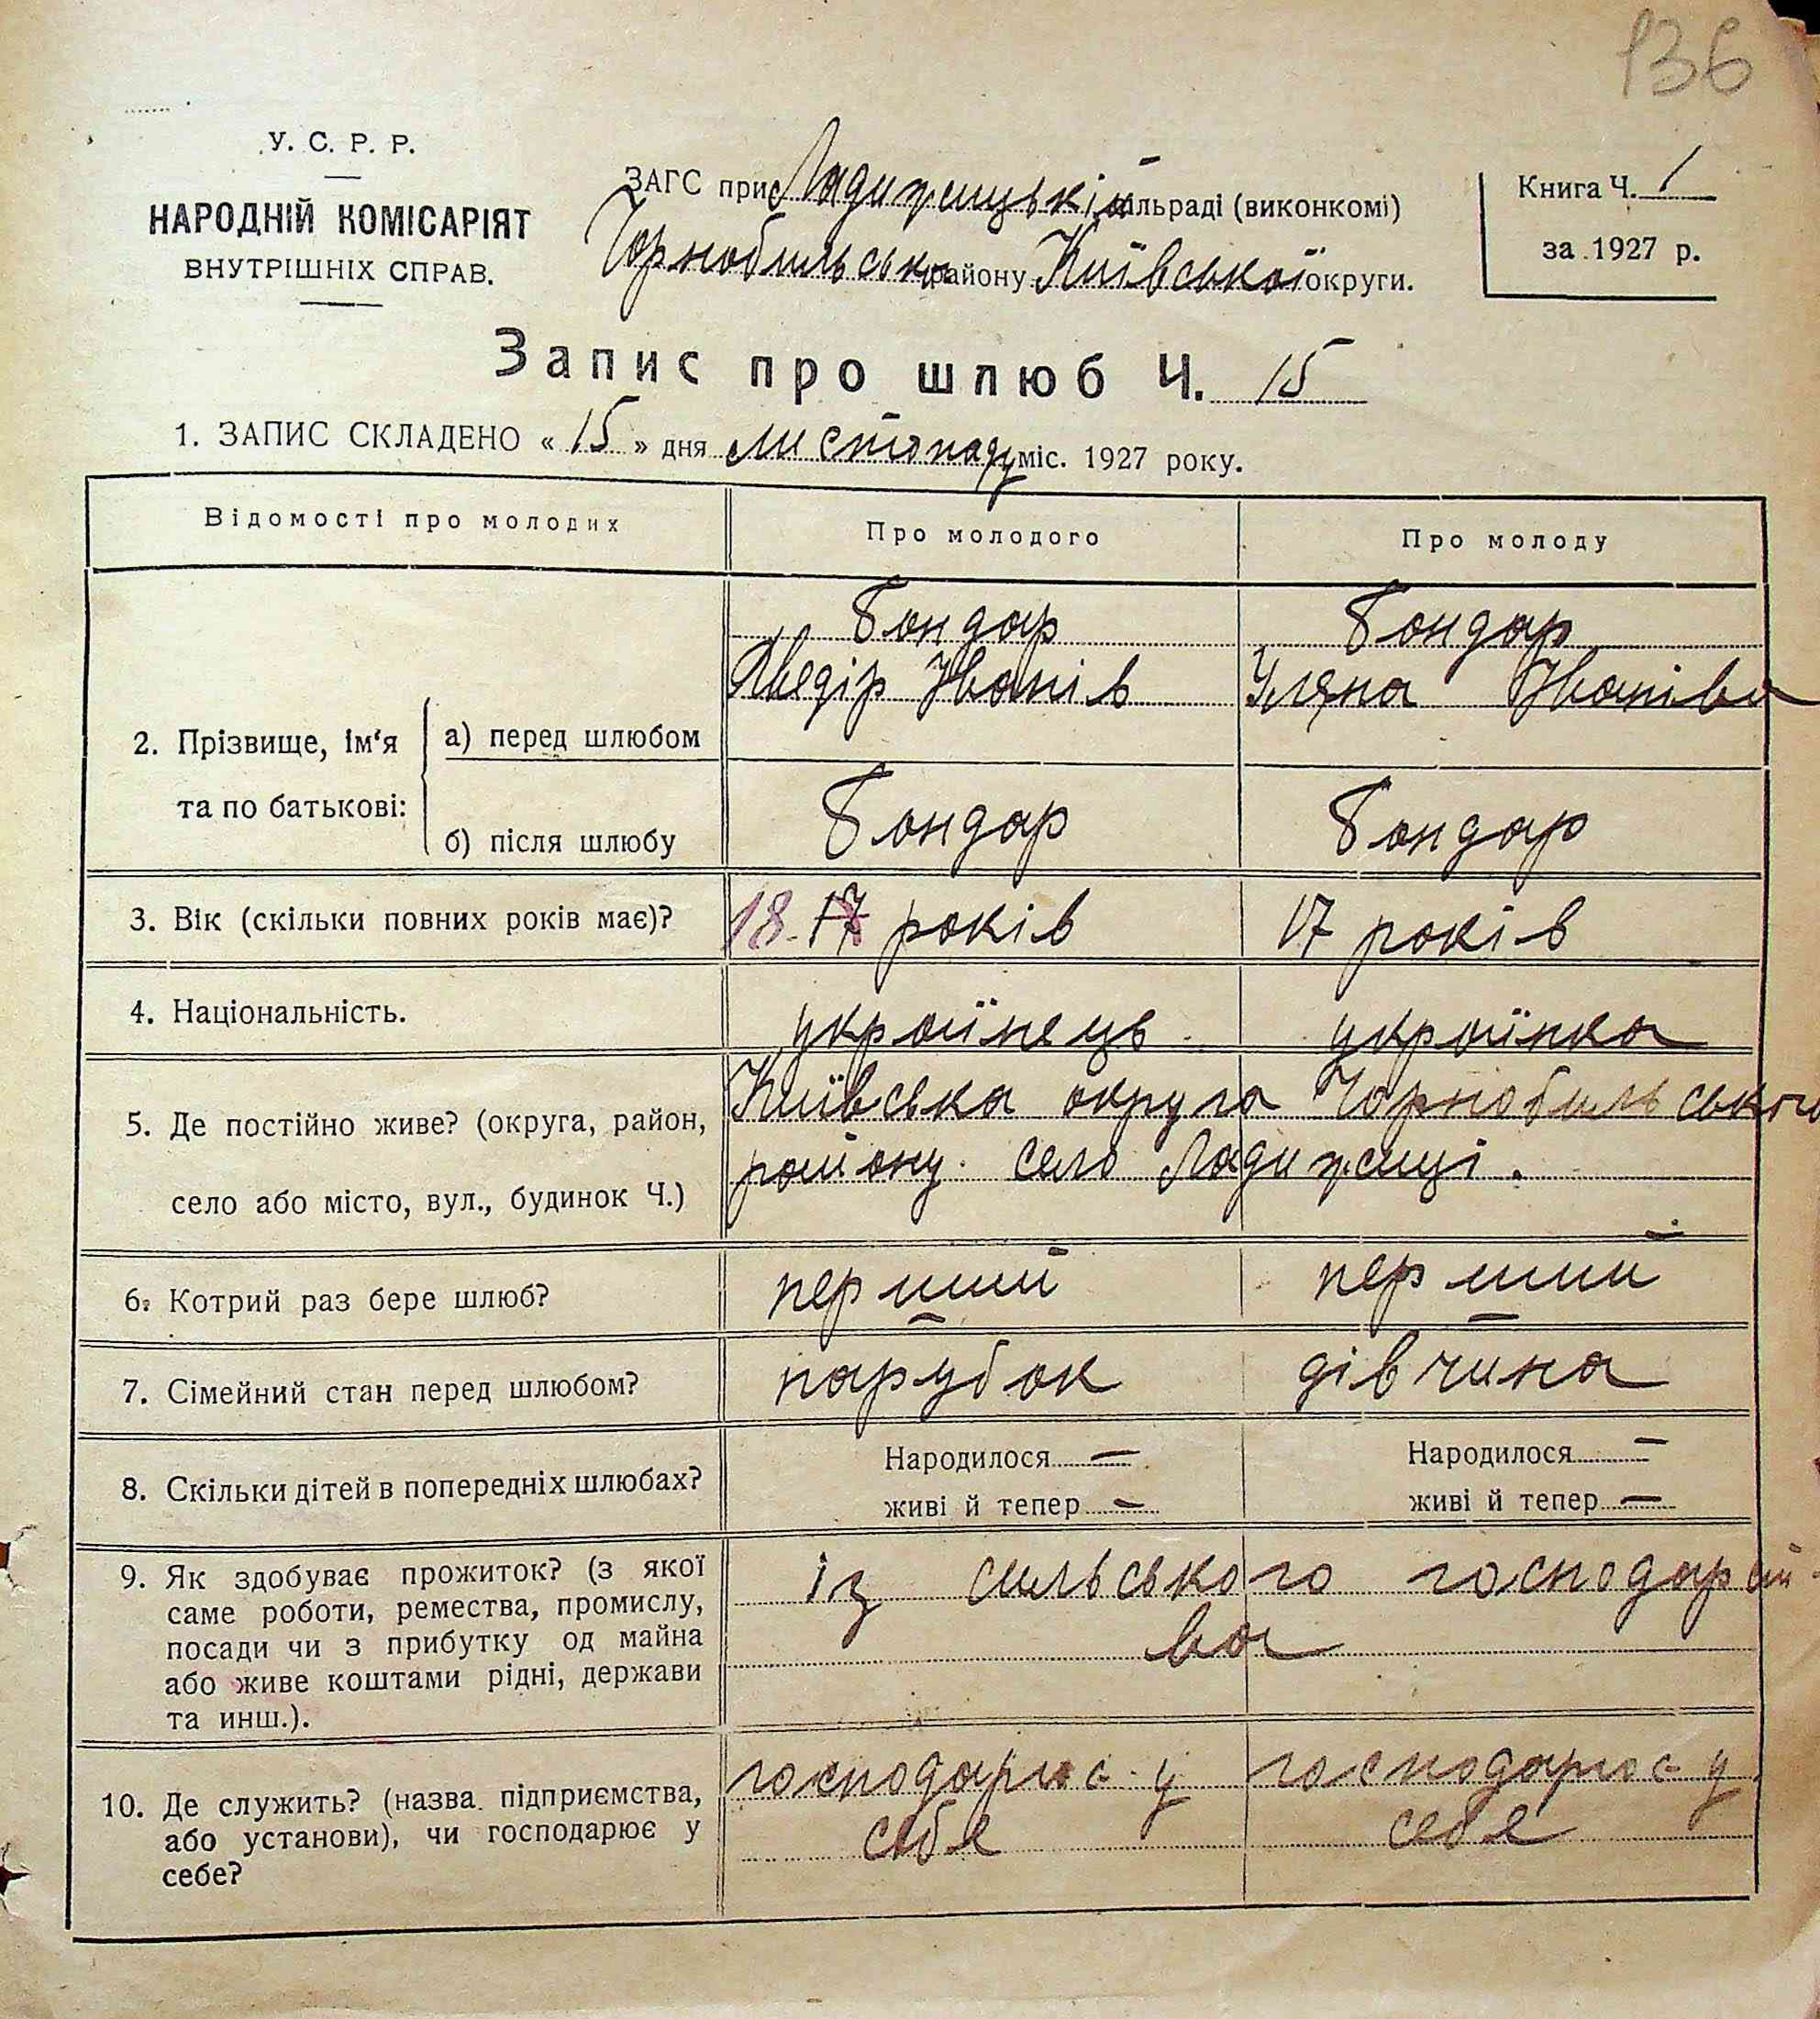 136
У. С. Р. Р.
НАРОДНІЙ КОМІСАРІЯТ
ВНУТРІШНІХ СПРАВ.
ЗАГС при Ладижицькій сільраді (виконкомі)
Чорнобильсько району Київської округи.
Книга Ч. 1
за 1927 р.
Запис про шлюб Ч. 15
1. ЗАПИС СКЛАДЕНО « 15 » дня листопаду міс. 1927 року.
Відомості про молодих Про молодого Про молоду
Бондар Бондар
Хведір Іванів Уляна Іванівна
2. Прізвище, ім‘я та по батькові: а) перед шлюбом
б) після шлюбу Бондар Бондар
3. Вік (скільки повних років має)? 18 17 років 17 років
4. Національність. українець українка
5. Де постійно живе? (округа, район, Київська округа Чорнобильського
село або місто, вул., будинок Ч.) району село Ладижичі.
6. Котрий раз бере шлюб? перший перший
7. Сімейний стан перед шлюбом? парубок дівчина
8. Скільки дітей в попередніх шлюбах? Народилося — Народилося —
живі й тепер — живі й тепер —
9. Як здобуває прожиток? (з якої із сильського господарст-
саме роботи, ремества, промислу,
посади чи з прибутку од майна ва
або живе коштами рідні, держави
та инш.).
10. Де служить? (назва підприємства, господарює у господарює у
або установи), чи господарює у себе себе
себе?